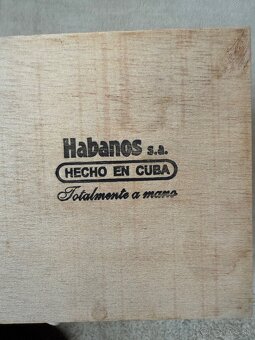 Habanos s.a.
HECHO EN CUBA
Totalmente a mano